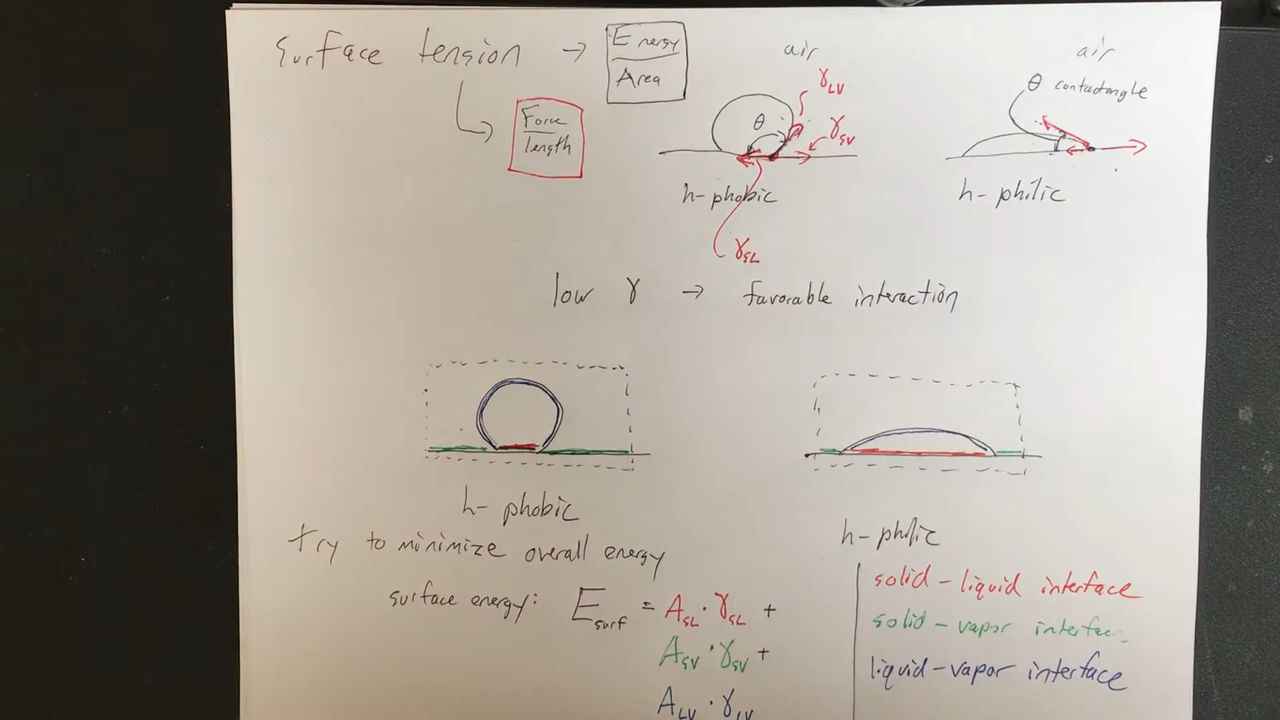 surface tension → Energy / Area
Force / length
air
θ
γLV
γSV
h-phobic
γSL
air
θ contact angle
h-philic
low γ → favorable interaction
h-phobic
h-philic
try to minimize overall energy
surface energy: Esurf = ASL · γSL +
ASV · γSV +
ALV · γLV
solid-liquid interface
solid-vapor interface
liquid-vapor interface